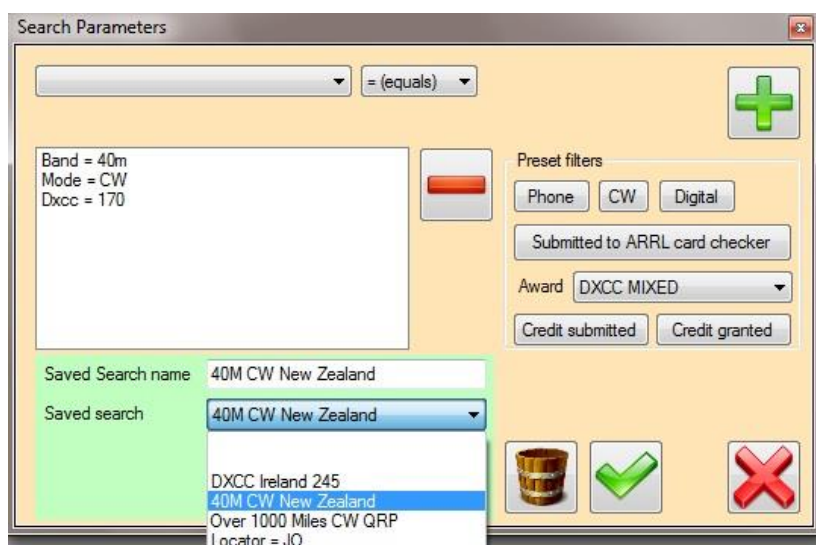 Search Parameters
= (equals)
Band = 40m
Mode = CW
Dxcc = 170
Preset filters
Phone CW Digital
Submitted to ARRL card checker
Award DXCC MIXED
Credit submitted Credit granted
Saved Search name 40M CW New Zealand
Saved search 40M CW New Zealand
DXCC Ireland 245
40M CW New Zealand
Over 1000 Miles CW QRP
Locator = JO